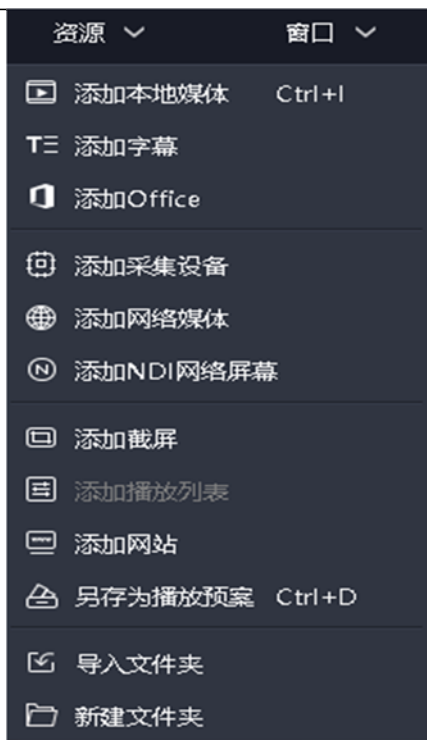 资源 窗口
添加本地媒体 Ctrl+I
添加字幕
添加Office
添加采集设备
添加网络媒体
添加NDI网络屏幕
添加截屏
添加播放列表
添加网站
另存为播放预案 Ctrl+D
导入文件夹
新建文件夹